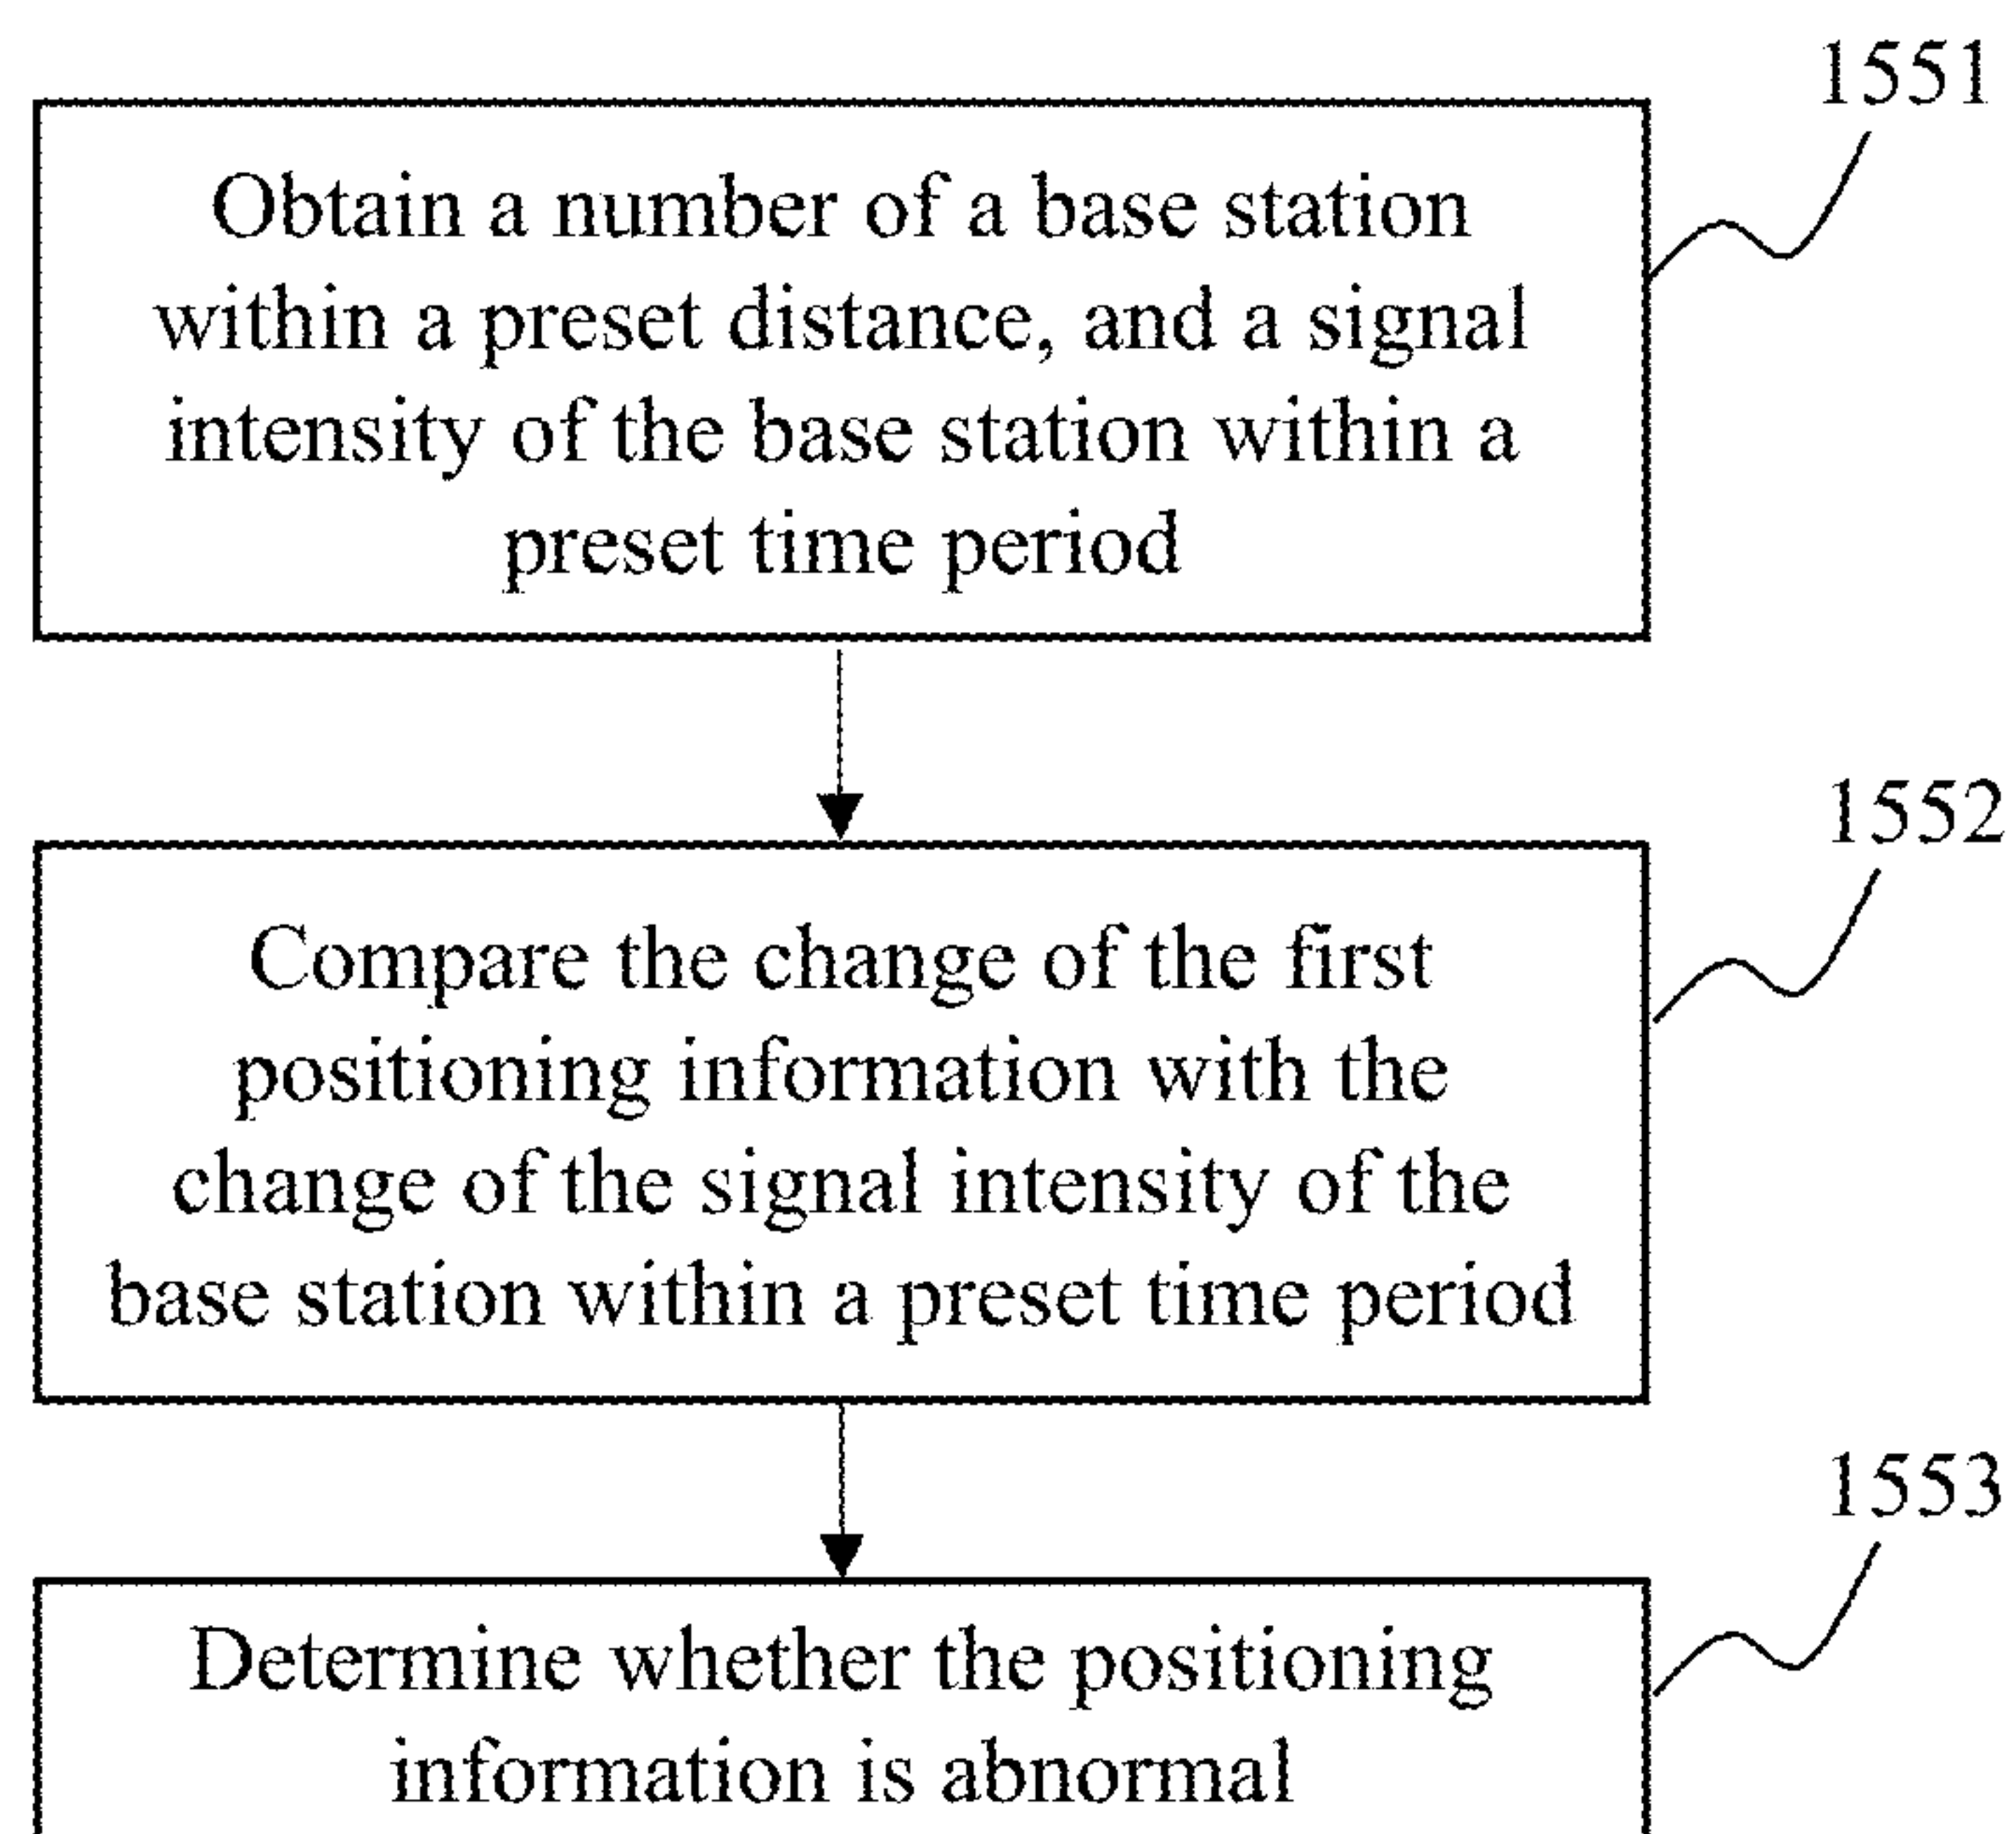 1551
Obtain a number of a base station
within a preset distance, and a signal
intensity of the base station within a
preset time period
1552
Compare the change of the first
positioning information with the
change of the signal intensity of the
base station within a preset time period
1553
Determine whether the positioning
information is abnormal